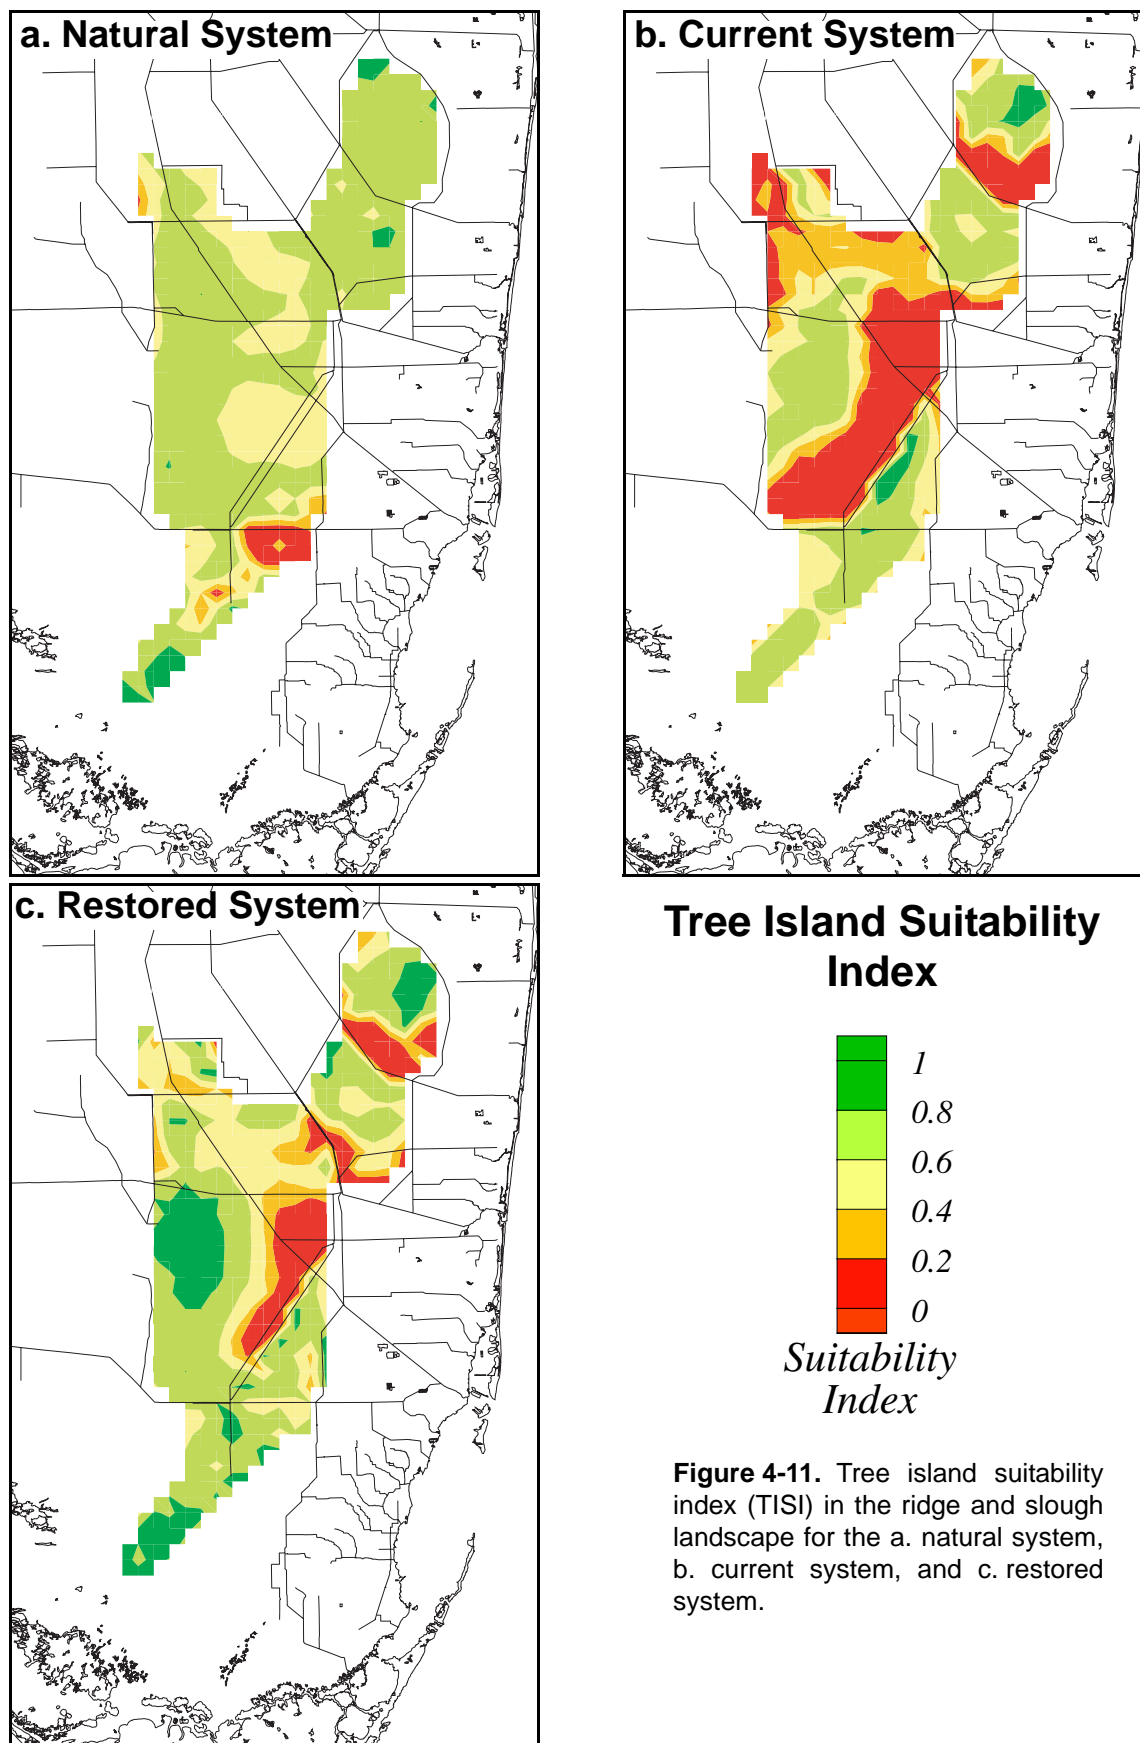 a. Natural System
b. Current System
c. Restored System
Tree Island Suitability
Index
1
0.8
0.6
0.4
0.2
0
Suitability
Index
Figure 4-11. Tree island suitability
index (TISI) in the ridge and slough
landscape for the a. natural system,
b. current system, and c. restored
system.